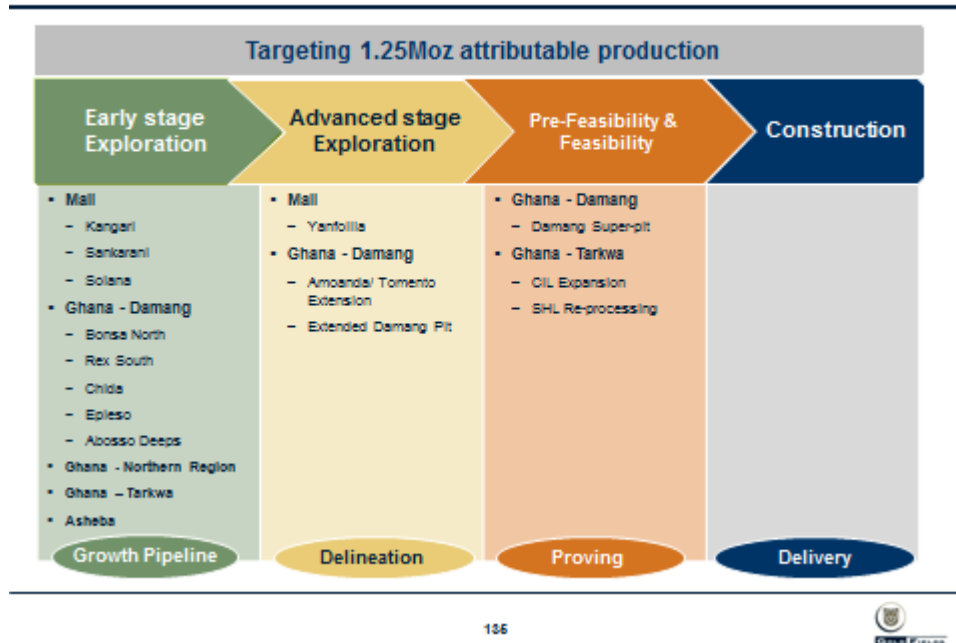 Targeting 1.25Moz attributable production
Early stage
Exploration
Advanced stage
Exploration
Pre-Feasibility &
Feasibility
Construction
▪ Mali
– Kangari
– Sankarani
– Solana
▪ Ghana - Damang
– Bonsa North
– Rex South
– Chida
– Epieso
– Abosso Deeps
▪ Ghana - Northern Region
▪ Ghana – Tarkwa
▪ Asheba
Growth Pipeline
▪ Mali
– Yanfolila
▪ Ghana - Damang
– Amoanda/ Tomento
Extension
– Extended Damang Pit
Delineation
▪ Ghana - Damang
– Damang Super-pit
▪ Ghana - Tarkwa
– CIL Expansion
– SHL Re-processing
Proving
Delivery
135
GOLD FIELDS